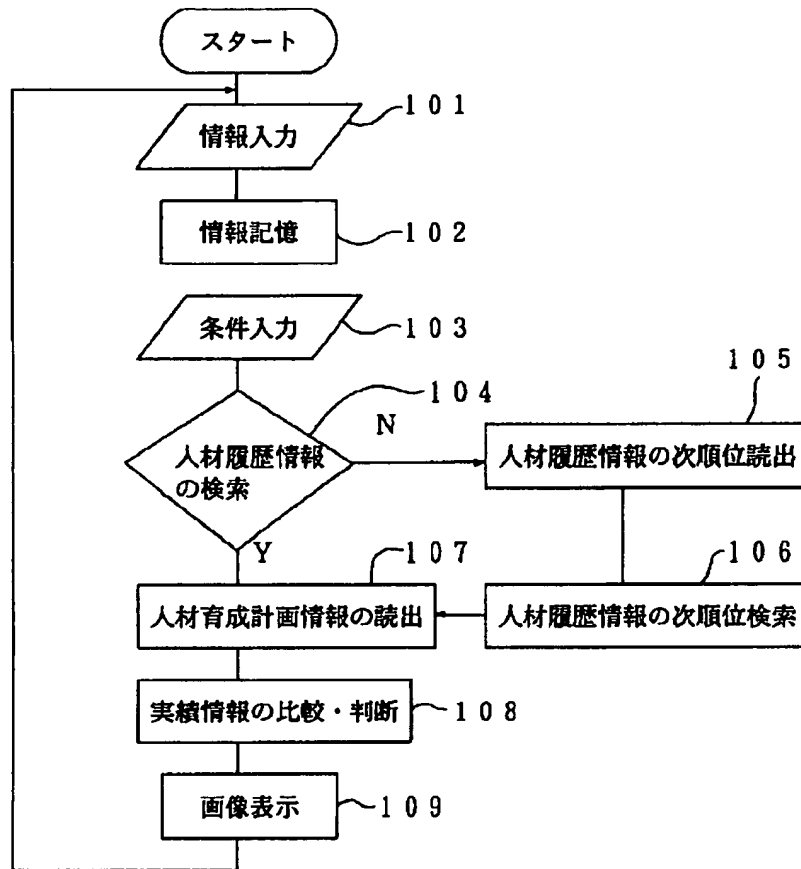 スタート
情報入力
101
情報記憶
102
条件入力
103
104
人材履歴情報
の検索
N
Y
105
人材履歴情報の次順位読出
106
人材履歴情報の次順位検索
107
人材育成計画情報の読出
実績情報の比較・判断
108
画像表示
109